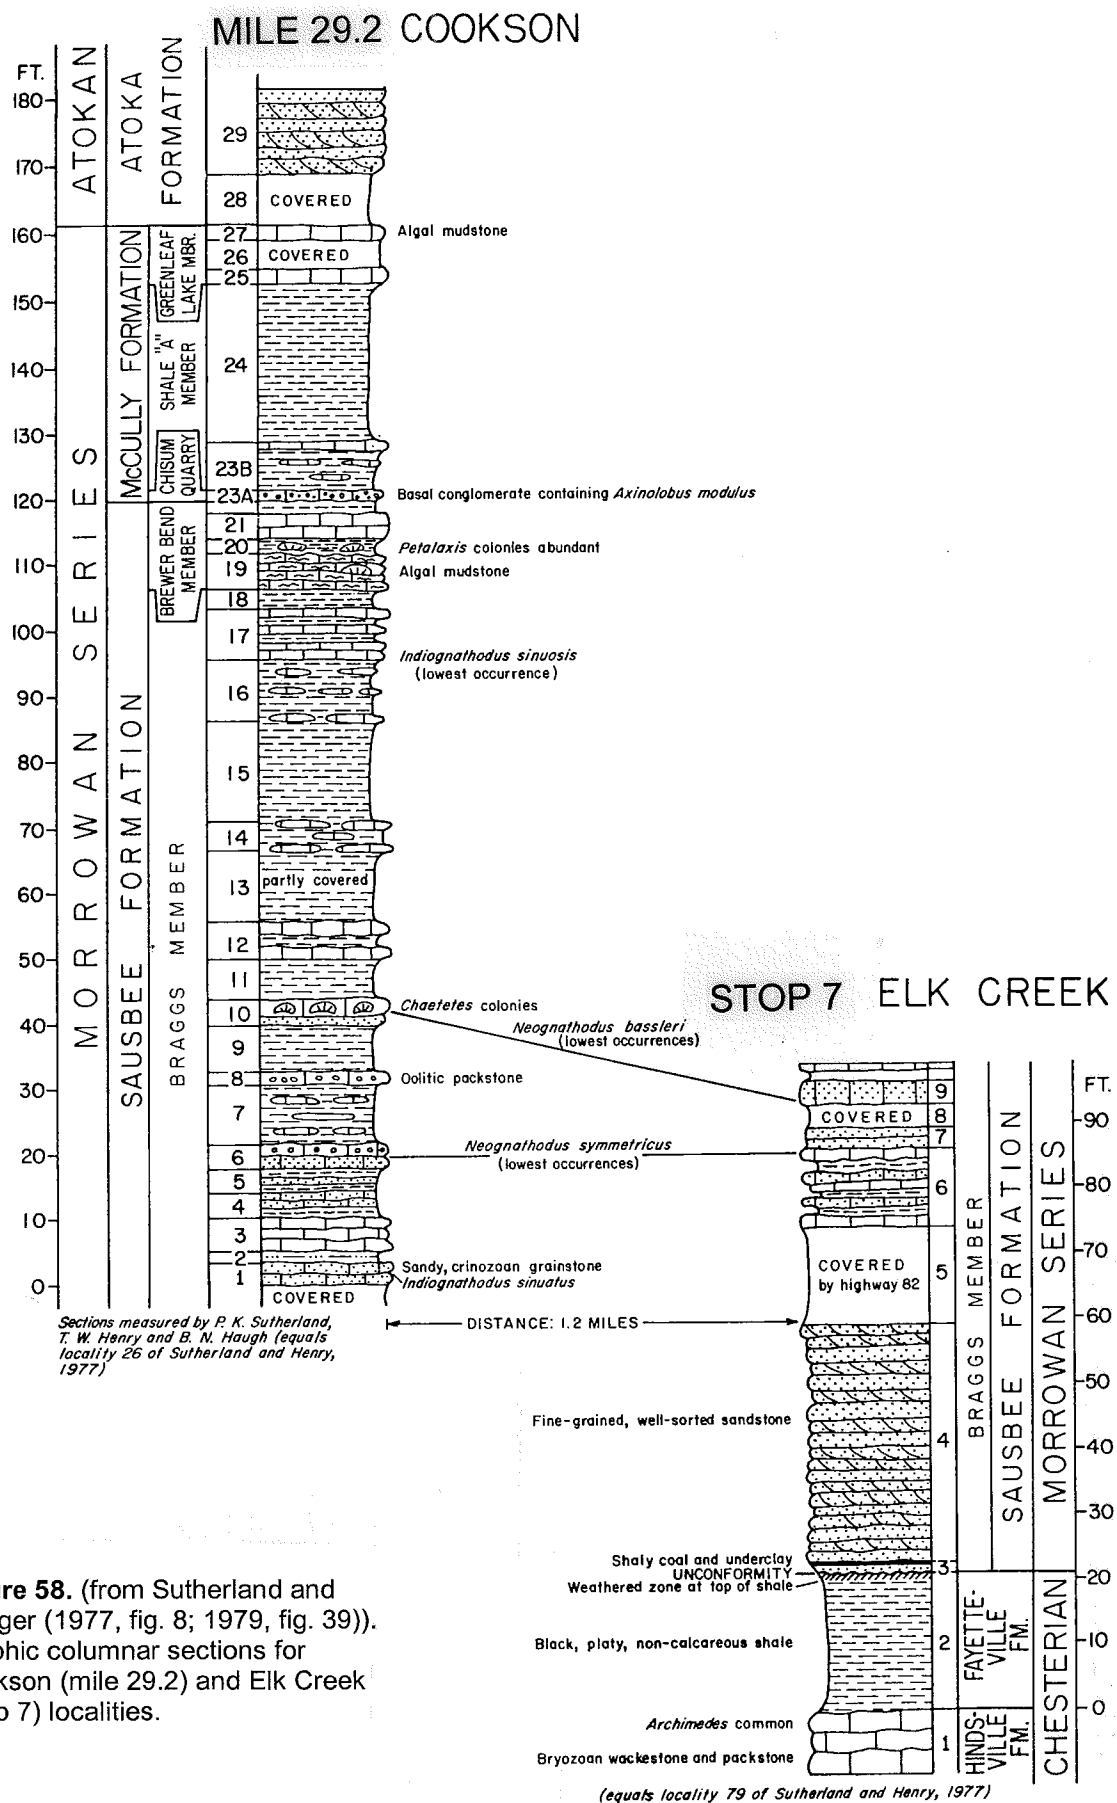 MILE 29.2 COOKSON
FT.
180
170
160
150
140
130
120
110
100
90
80
70
60
50
40
30
20
10
0
ATOKAN
MORROWAN SERIES
ATOKA
FORMATION
McCULLY FORMATION
SAUSBEE FORMATION
GREENLEAF
LAKE MBR.
SHALE "A"
MEMBER
CHISUM
QUARRY
BREWER BEND
MEMBER
BRAGGS MEMBER
29
28 COVERED
27 Algal mudstone
26 COVERED
25
24
23B
23A Basal conglomerate containing Axinolobus modulus
21
20 Petalaxis colonies abundant
19 Algal mudstone
18
17
Indiognathodus sinuosis
(lowest occurrence)
16
15
14
13 partly covered
12
11
10 Chaetetes colonies
9
8 Oolitic packstone
7
6
5
4
3
2
1 Sandy, crinozoan grainstone
Indiognathodus sinuatus
COVERED
Neognathodus bassleri
(lowest occurrences)
Neognathodus symmetricus
(lowest occurrences)
Sections measured by P. K. Sutherland,
T. W. Henry and B. N. Haugh (equals
locality 26 of Sutherland and Henry,
1977)
DISTANCE: 1.2 MILES
STOP 7 ELK CREEK
FT.
90
80
70
60
50
40
30
20
10
0
9
COVERED 8
7
6
COVERED
by highway 82
5
4
3
2
1
BRAGGS MEMBER
SAUSBEE FORMATION
MORROWAN SERIES
FAYETTE-
VILLE
FM.
HINDS-
VILLE
FM.
CHESTERIAN
Fine-grained, well-sorted sandstone
Shaly coal and underclay
UNCONFORMITY
Weathered zone at top of shale
Black, platy, non-calcareous shale
Archimedes common
Bryozoan wackestone and packstone
(equals locality 79 of Sutherland and Henry, 1977)
ure 58. (from Sutherland and
ger (1977, fig. 8; 1979, fig. 39)).
phic columnar sections for
kson (mile 29.2) and Elk Creek
p 7) localities.